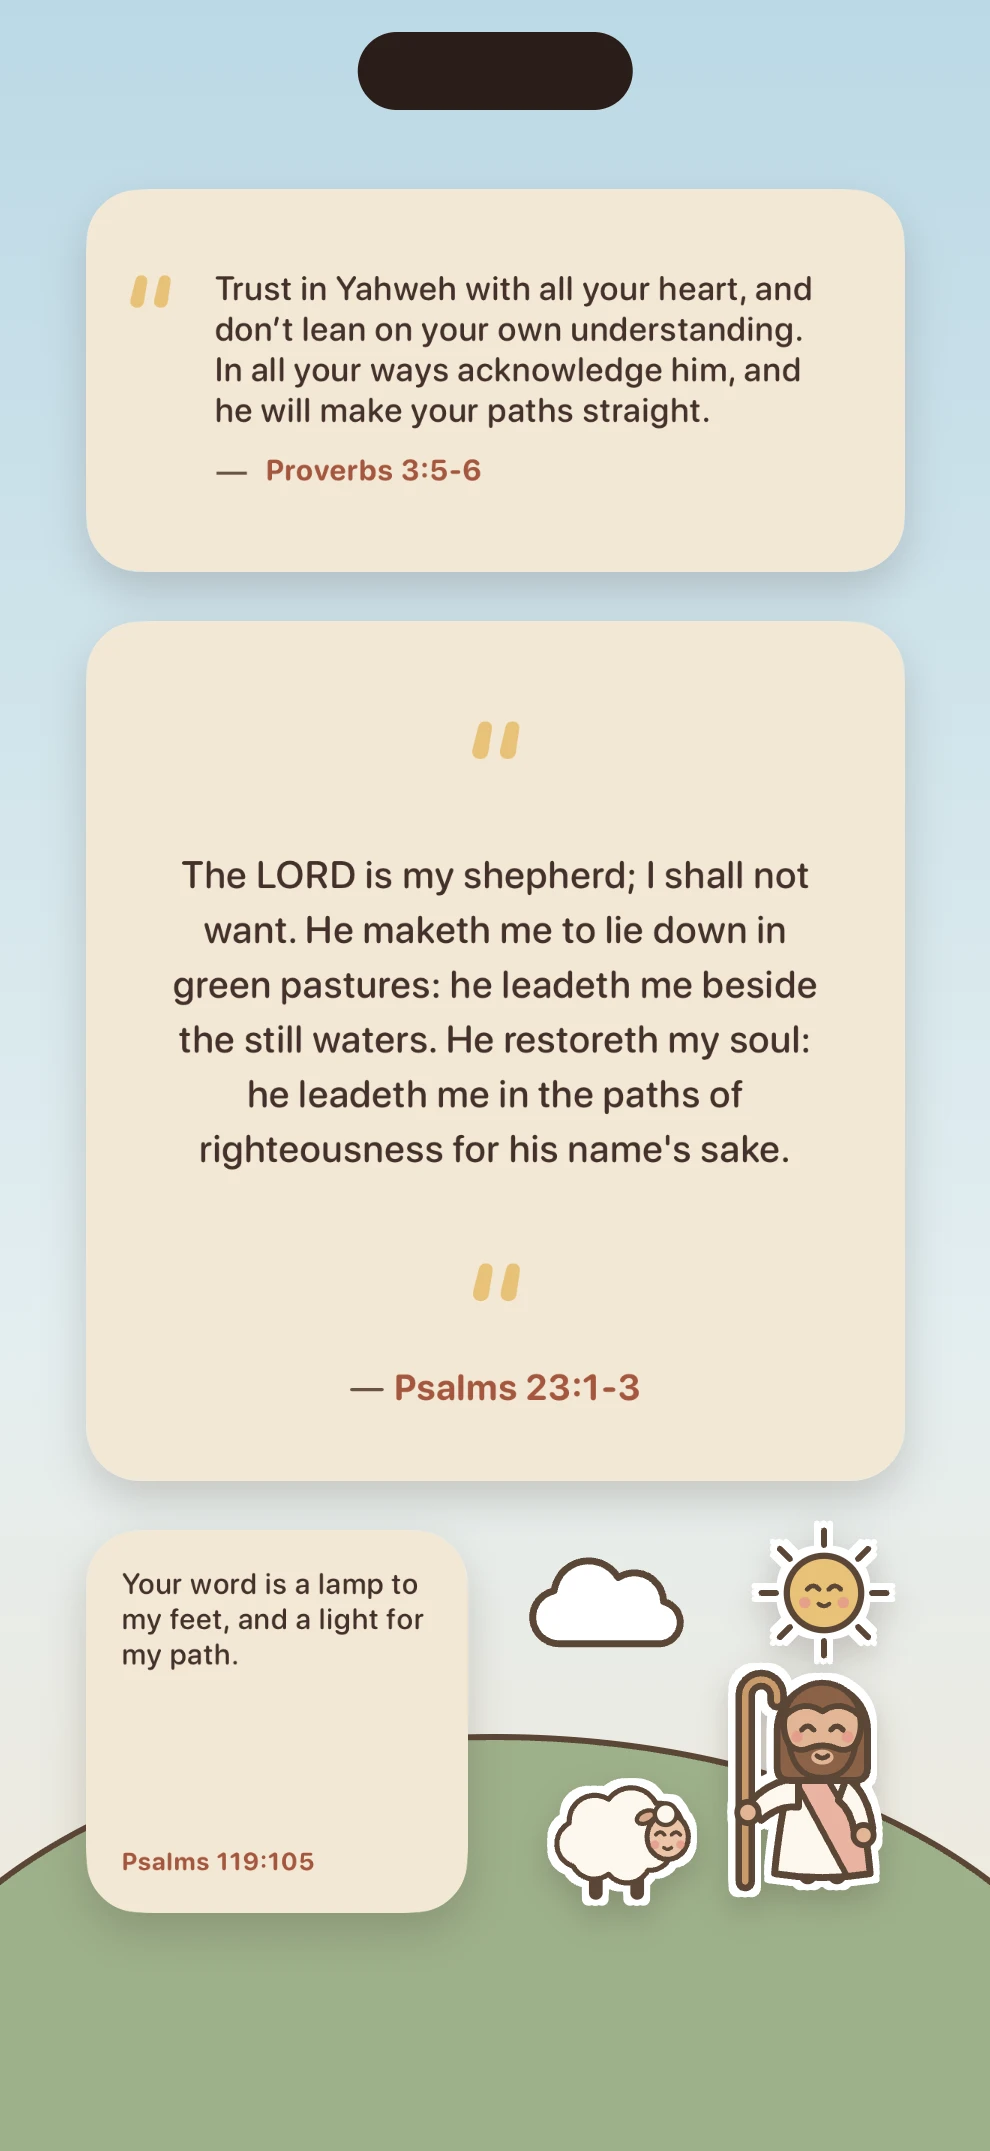 "
Trust in Yahweh with all your heart, and
don’t lean on your own understanding.
In all your ways acknowledge him, and
he will make your paths straight.
— Proverbs 3:5-6
"
The LORD is my shepherd; I shall not
want. He maketh me to lie down in
green pastures: he leadeth me beside
the still waters. He restoreth my soul:
he leadeth me in the paths of
righteousness for his name's sake.
"
— Psalms 23:1-3
Your word is a lamp to
my feet, and a light for
my path.
Psalms 119:105